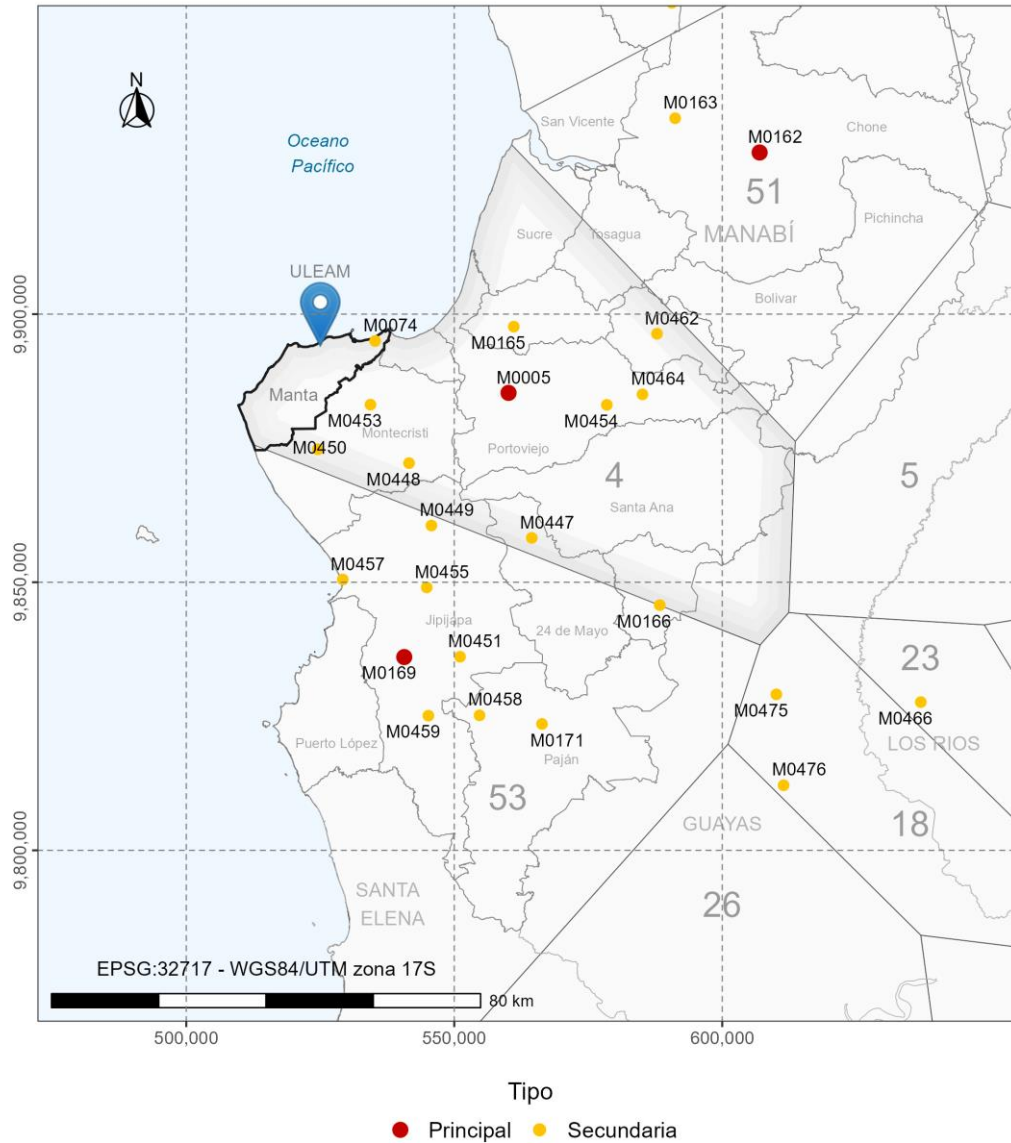 M0163
San Vicente
Chone
M0162
N
Oceano
Pacífico
51
Pichincha
Sucre
Tosagua
MANABÍ
ULEAM
Bolivar
9,900,000
M0074
M0462
M0165
M0005
M0464
Manta
M0453
M0454
Montecristi
M0450
Portoviejo
4
5
M0448
Santa Ana
M0449
M0447
M0457
M0455
9,850,000
Jipijapa
24 de Mayo
M0166
M0451
23
M0169
M0458
M0475
M0466
M0459
M0171
Puerto López
Paján
LOS RIOS
M0476
53
GUAYAS
18
9,800,000
SANTA
ELENA
26
EPSG:32717 - WGS84/UTM zona 17S
80 km
500,000
550,000
600,000
Tipo
Principal
Secundaria